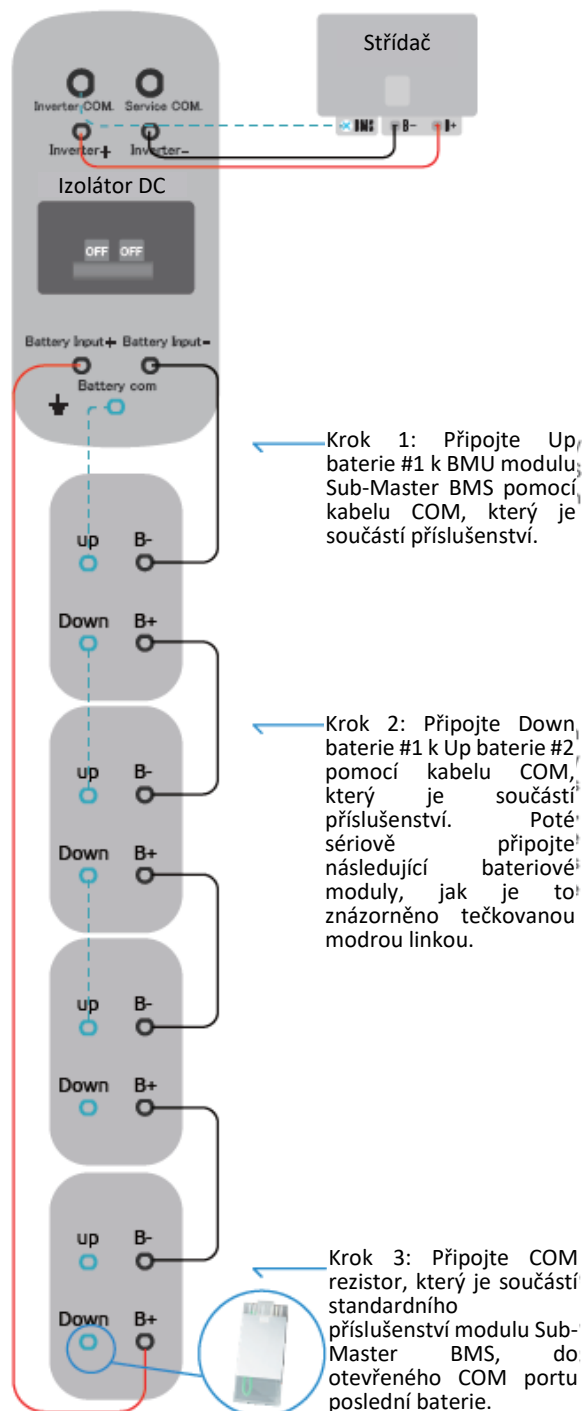 Střídač
Inverter COM. Service COM.
BMS B- B+
Inverter+ Inverter-
Izolátor DC
OFF OFF
Battery Input+ Battery Input-
Battery com
Krok 1: Připojte Up
baterie #1 k BMU modulu
Sub-Master BMS pomocí
kabelu COM, který je
součástí příslušenství.
up B-
Down B+
Krok 2: Připojte Down
baterie #1 k Up baterie #2
pomocí kabelu COM,
který je součástí
příslušenství. Poté
sériově připojte
následující bateriové
moduly, jak je to
znázorněno tečkovanou
modrou linkou.
up B-
Down B+
up B-
Down B+
up B-
Down B+
Krok 3: Připojte COM
rezistor, který je součástí
standardního
příslušenství modulu Sub-
Master BMS, do
otevřeného COM portu
poslední baterie.